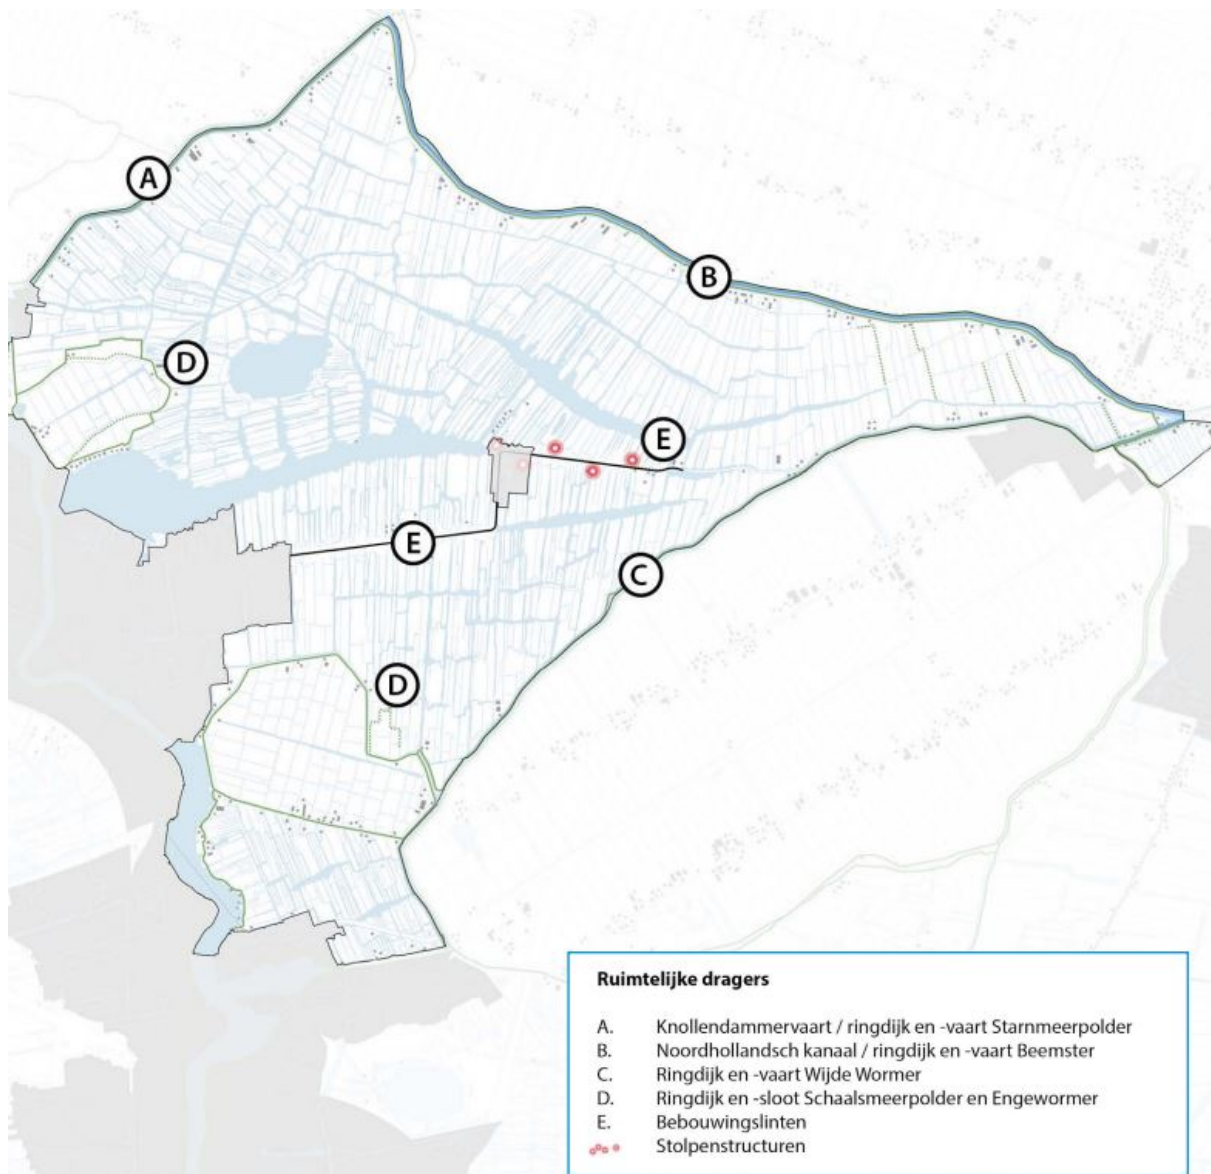 A
B
D
E
E
C
D
Ruimtelijke dragers
A. Knollendammervaart / ringdijk en -vaart Starnmeerpolder
B. Noordhollandsch kanaal / ringdijk en -vaart Beemster
C. Ringdijk en -vaart Wijde Wormer
D. Ringdijk en -sloot Schaalsmeerpolder en Engewormer
E. Bebouwingslinten
Stolpenstructuren